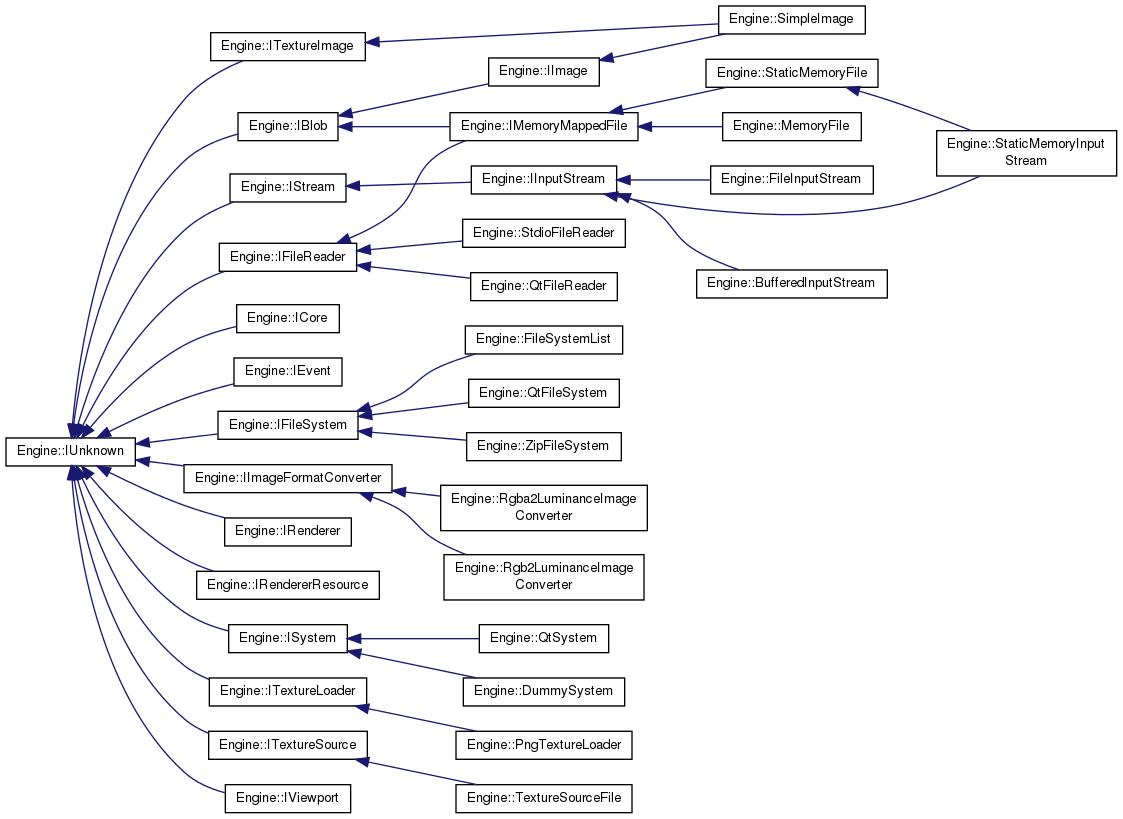 Engine::SimpleImage
Engine::ITextureImage
Engine::IImage
Engine::StaticMemoryFile
Engine::IBlob
Engine::IMemoryMappedFile
Engine::MemoryFile
Engine::StaticMemoryInput
Stream
Engine::IStream
Engine::IInputStream
Engine::FileInputStream
Engine::StdioFileReader
Engine::IFileReader
Engine::QtFileReader
Engine::BufferedInputStream
Engine::ICore
Engine::FileSystemList
Engine::IEvent
Engine::QtFileSystem
Engine::IFileSystem
Engine::ZipFileSystem
Engine::IUnknown
Engine::IImageFormatConverter
Engine::Rgba2LuminanceImage
Converter
Engine::IRenderer
Engine::Rgb2LuminanceImage
Converter
Engine::IRendererResource
Engine::ISystem
Engine::QtSystem
Engine::ITextureLoader
Engine::DummySystem
Engine::ITextureSource
Engine::PngTextureLoader
Engine::IViewport
Engine::TextureSourceFile